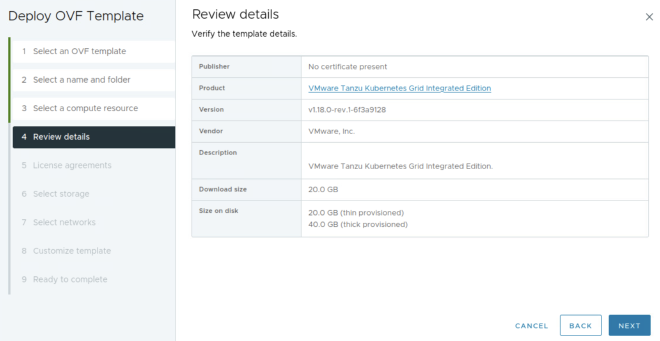 Deploy OVF Template
1 Select an OVF template
2 Select a name and folder
3 Select a compute resource
4 Review details
5 License agreements
6 Select storage
7 Select networks
8 Customize template
9 Ready to complete
Review details
Verify the template details.
Publisher No certificate present
Product VMware Tanzu Kubernetes Grid Integrated Edition
Version v1.18.0-rev.1-6f3a9128
Vendor VMware, Inc.
Description
VMware Tanzu Kubernetes Grid Integrated Edition.
Download size 20.0 GB
Size on disk 20.0 GB (thin provisioned)
40.0 GB (thick provisioned)
CANCEL BACK NEXT